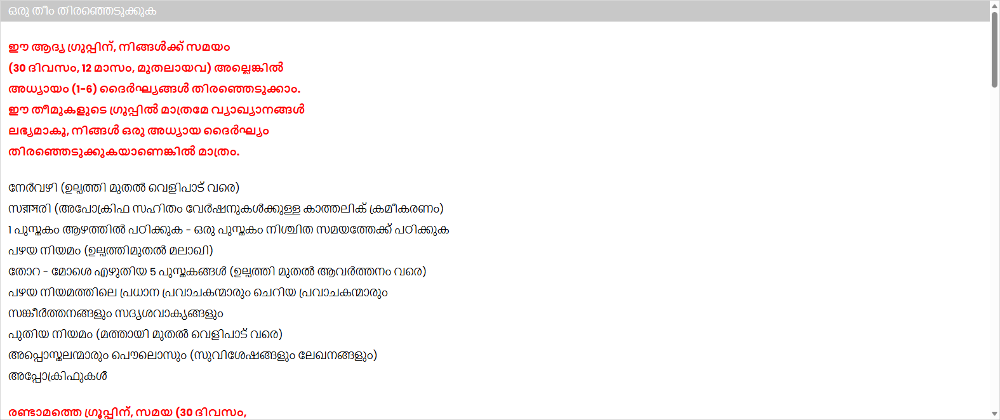 ഒരു തീം തിരഞ്ഞെടുക്കുക
ഈ ആദ്യ ഗ്രൂപ്പിന്, നിങ്ങൾക്ക് സമയം
(30 ദിവസം, 12 മാസം, മുതലായവ) അല്ലെങ്കിൽ
അധ്യായം (1-6) ദൈർഘ്യങ്ങൾ തിരഞ്ഞെടുക്കാം.
ഈ തീമുകളുടെ ഗ്രൂപ്പിൽ മാത്രമേ വ്യാഖ്യാനങ്ങൾ
ലഭ്യമാകൂ, നിങ്ങൾ ഒരു അധ്യായ ദൈർഘ്യം
തിരഞ്ഞെടുക്കുകയാണെങ്കിൽ മാത്രം.
നേർവഴി (ഉല്പത്തി മുതൽ വെളിപാട് വരെ)
(അപോക്രിഫ സഹിതം വേർഷനുകൾക്കുള്ള കാത്തലിക് ക്രമീകരണം)
1 പുസ്തകം ആഴത്തിൽ പഠിക്കുക - ഒരു പുസ്തകം നിശ്ചിത സമയത്തേക്ക് പഠിക്കുക
പഴയ നിയമം (ഉല്പത്തിമുതൽ മലാഖി)
തോറ - മോശെ എഴുതിയ 5 പുസ്തകങ്ങൾ (ഉല്പത്തി മുതൽ ആവർത്തനം വരെ)
പഴയ നിയമത്തിലെ പ്രധാന പ്രവാചകന്മാരും ചെറിയ പ്രവാചകന്മാരും
സങ്കീർത്തനങ്ങളും സദൃശവാക്യങ്ങളും
പുതിയ നിയമം (മത്തായി മുതൽ വെളിപാട് വരെ)
അപ്പൊസ്തലന്മാരും പൌലൊസും (സുവിശേഷങ്ങളും ലേഖനങ്ങളും)
അപ്പോക്രിഫുകൾ
രണ്ടാമത്തെ ഗ്രൂപ്പിന്, സമയ (30 ദിവസം,